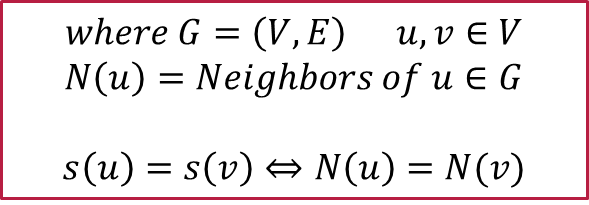 where G = (V, E) u, v ∈ V
N(u) = Neighbors of u ∈ G
s(u) = s(v) ⇔ N(u) = N(v)